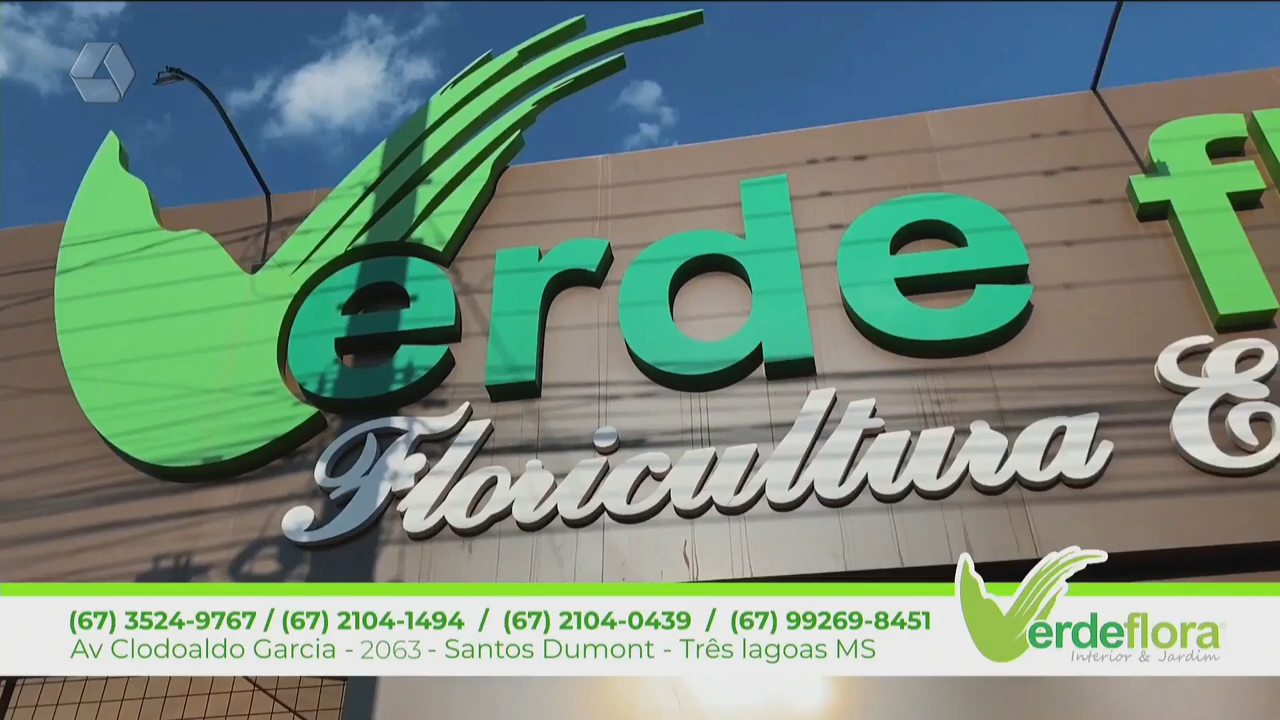 Verde f
Floricultura E
(67) 3524-9767 / (67) 2104-1494 / (67) 2104-0439 / (67) 99269-8451
Av Clodoaldo Garcia - 2063 - Santos Dumont - Três lagoas MS
Verdeflora
Interior & Jardim